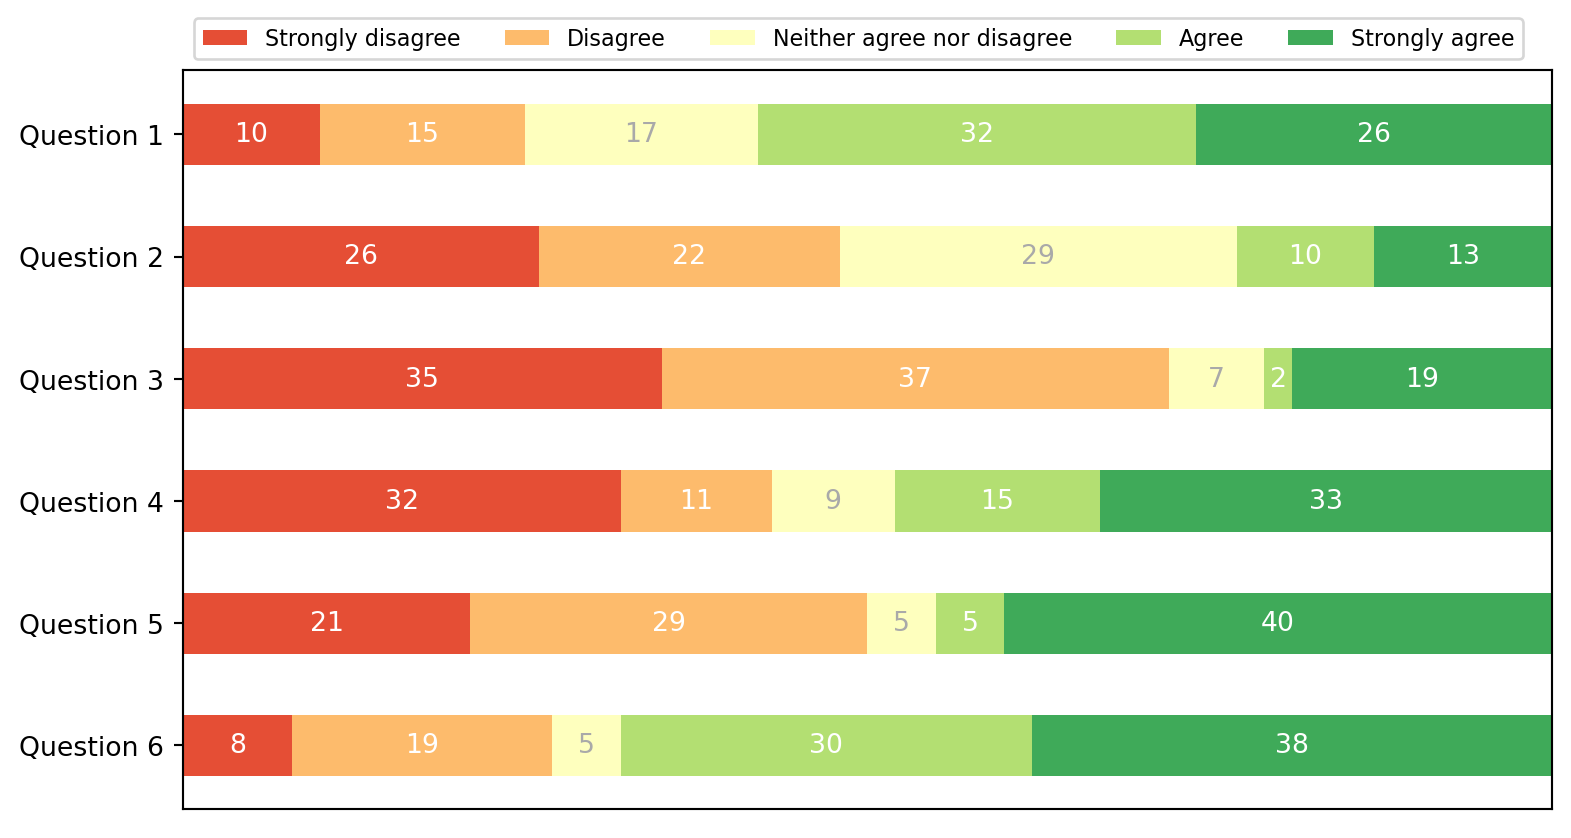 Strongly disagree Disagree Neither agree nor disagree Agree Strongly agree
Question 1 10 15 17 32 26
Question 2 26 22 29 10 13
Question 3 35 37 7 2 19
Question 4 32 11 9 15 33
Question 5 21 29 5 5 40
Question 6 8 19 5 30 38